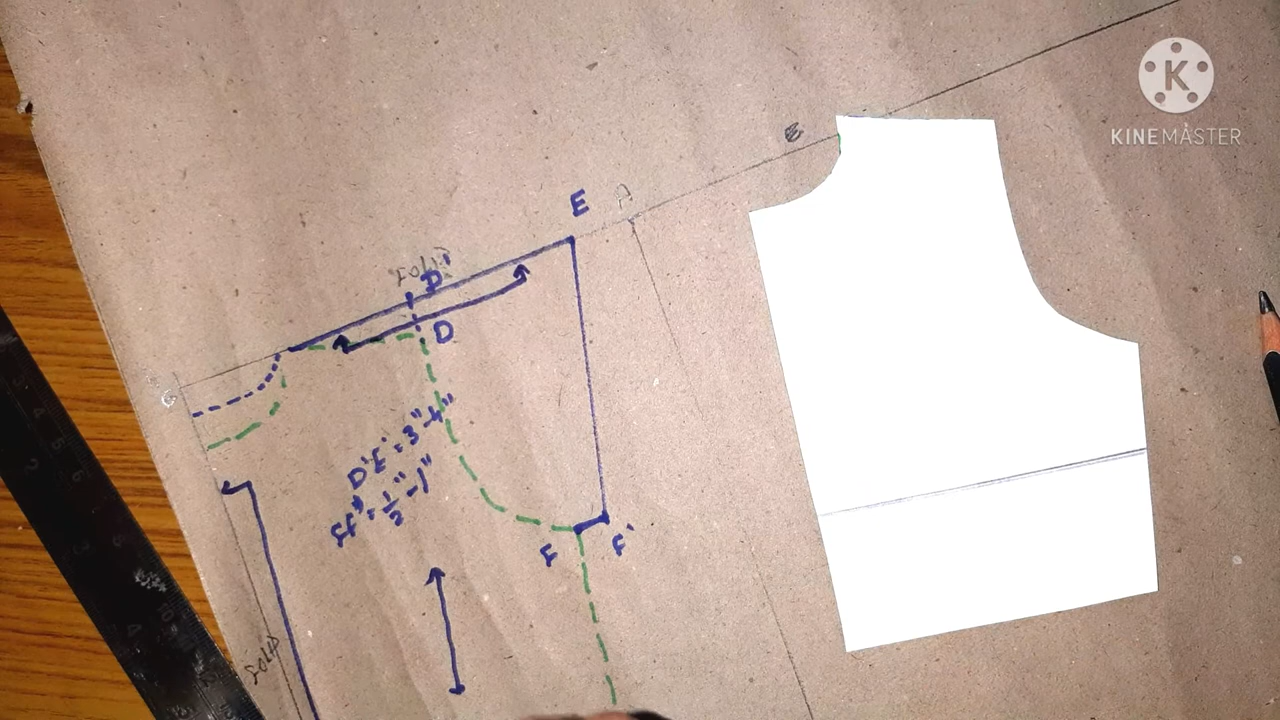 KINEMASTER
E
A
E
FOLD
D'
D
D'E' = 3"-4"
ff' = 1/2"-1"
F
F'
FOLD